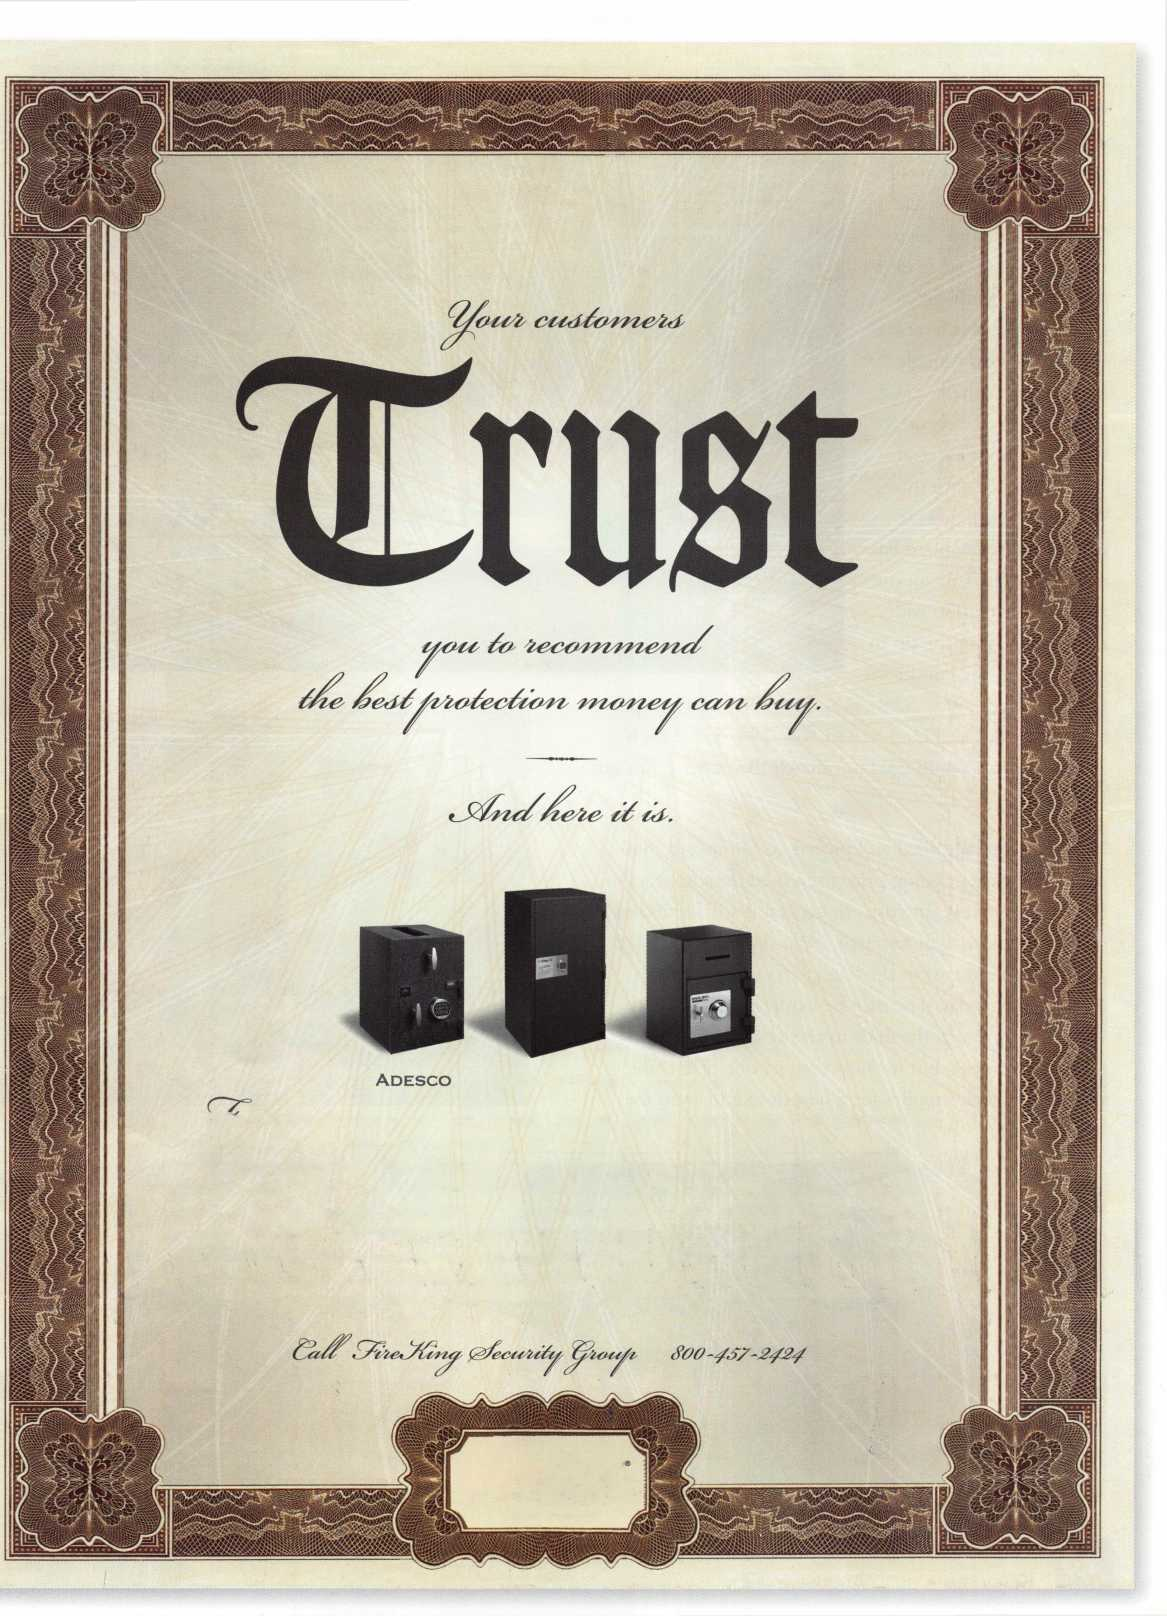 Your customers
Trust
you to recommend
the best protection money can buy.
And here it is.
ADESCO
Call FireKing Security Group 800-457-2424
®